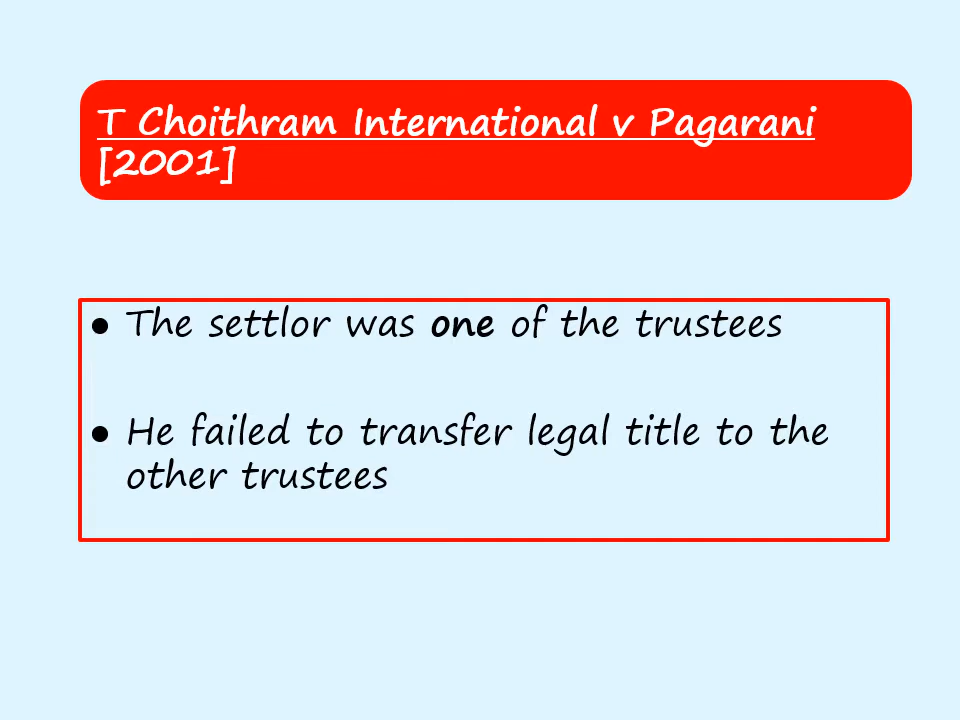 T Choithram International v Pagarani
[2001]
● The settlor was one of the trustees
● He failed to transfer legal title to the
other trustees